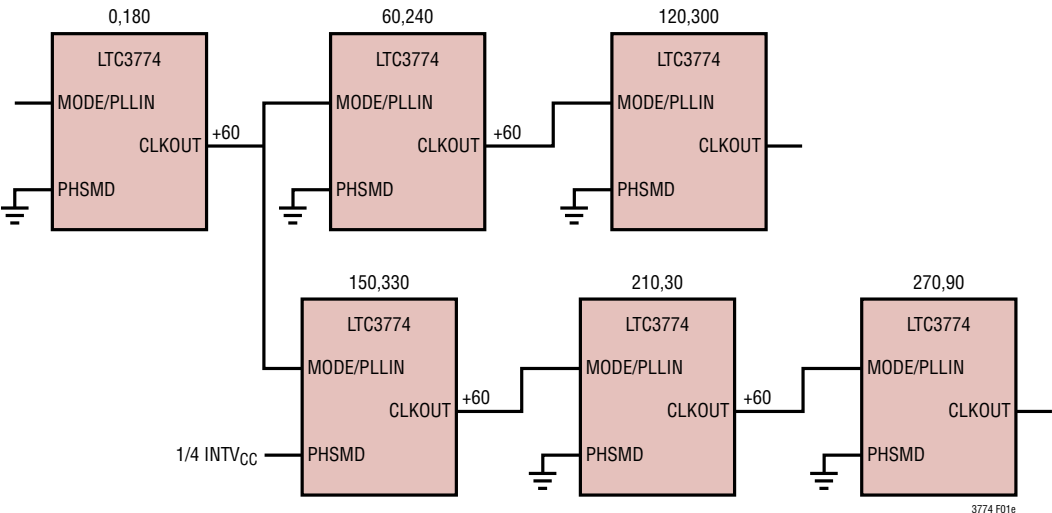 0,180
LTC3774
MODE/PLLIN
CLKOUT
+60
PHSMD
60,240
LTC3774
MODE/PLLIN
CLKOUT
+60
PHSMD
120,300
LTC3774
MODE/PLLIN
CLKOUT
PHSMD
150,330
LTC3774
MODE/PLLIN
CLKOUT
+60
1/4 INTVCC
PHSMD
210,30
LTC3774
MODE/PLLIN
CLKOUT
+60
PHSMD
270,90
LTC3774
MODE/PLLIN
CLKOUT
PHSMD
3774 F01e